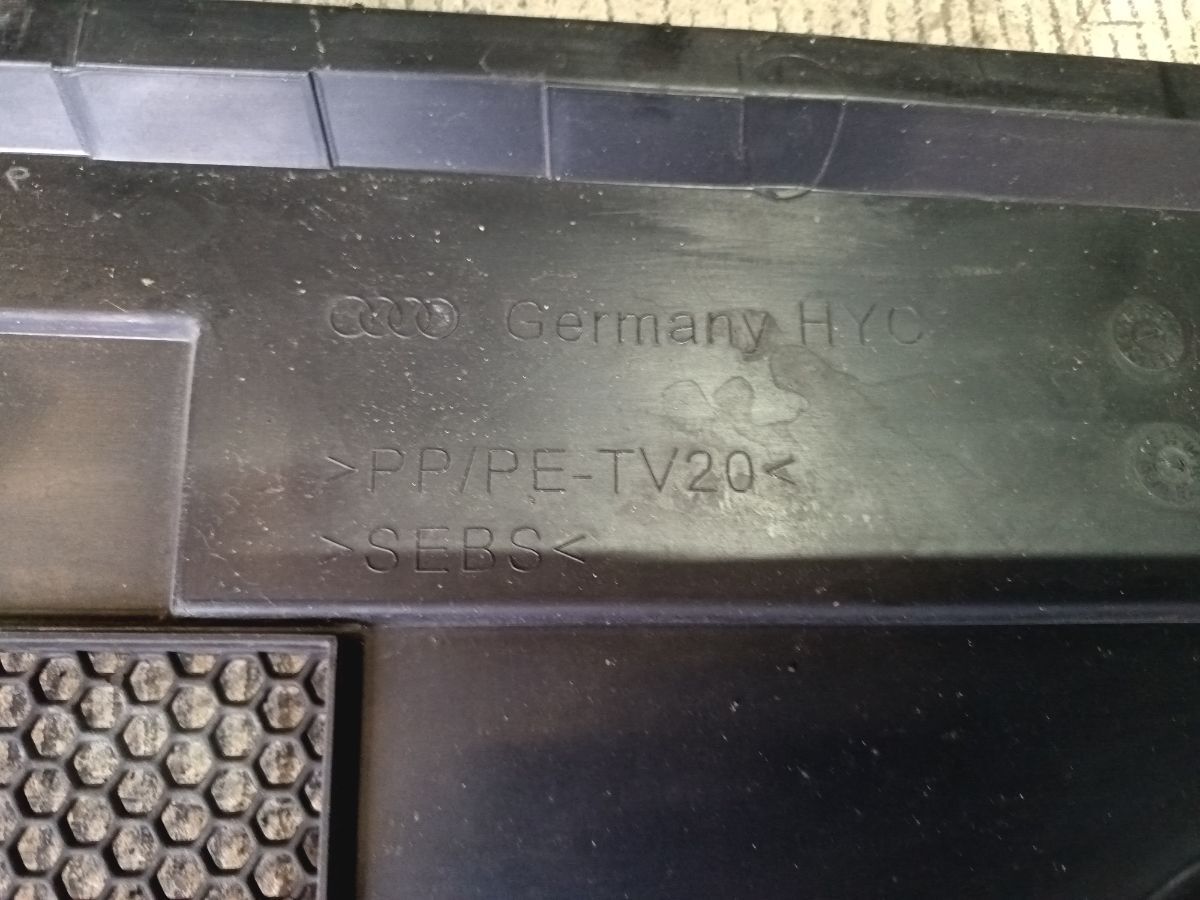 P
Germany HYC
>PP/PE-TV20<
>SEBS<